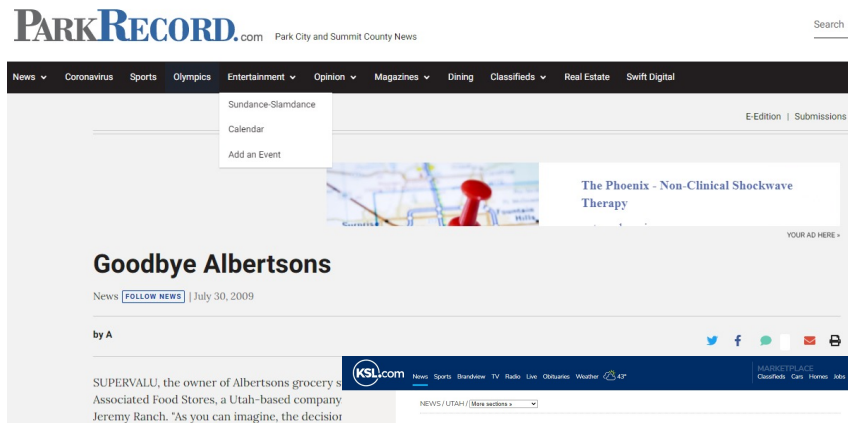 PARKRECORD.com Park City and Summit County News
Search
News Coronavirus Sports Olympics Entertainment Opinion Magazines Dining Classifieds Real Estate Swift Digital
Sundance-Slamdance
Calendar
Add an Event
E-Edition | Submissions
The Phoenix - Non-Clinical Shockwave
Therapy
YOUR AD HERE »
Goodbye Albertsons
News FOLLOW NEWS | July 30, 2009
by A
KSL.com News Sports Brandview TV Radio Live Obituaries Weather 43°
MARKETPLACE
Classifieds Cars Homes Jobs
SUPERVALU, the owner of Albertsons grocery s
Associated Food Stores, a Utah-based company
Jeremy Ranch. "As you can imagine, the decision
NEWS / UTAH / More sections »